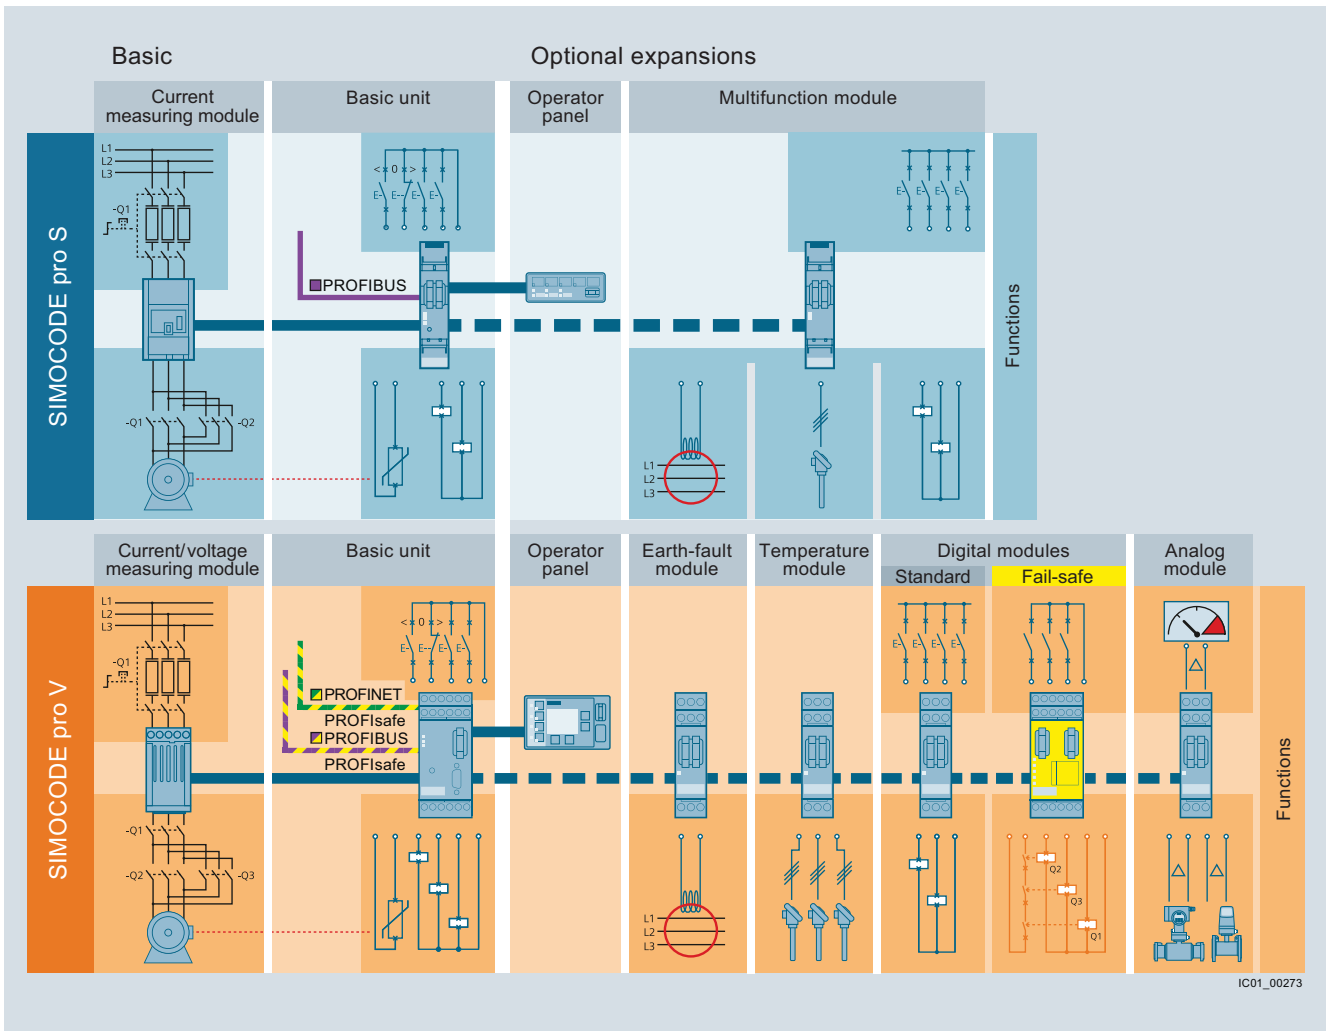 Basic
Optional expansions
Current
measuring module
Basic unit
Operator
panel
Multifunction module
SIMOCODE pro S
L1
L2
L3
-Q1
< 0 >
E- E-- E- E-
E- E- E- E-
PROFIBUS
Functions
-Q1
-Q2
L1
L2
L3
Current/voltage
measuring module
Basic unit
Operator
panel
Earth-fault
module
Temperature
module
Digital modules
Standard
Fail-safe
Analog
module
SIMOCODE pro V
L1
L2
L3
-Q1
< 0 >
E- E-- E- E-
E- E- E- E-
PROFINET
PROFIsafe
PROFIBUS
PROFIsafe
Functions
-Q1
-Q2
-Q3
L1
L2
L3
Q2
Q3
Q1
IC01_00273